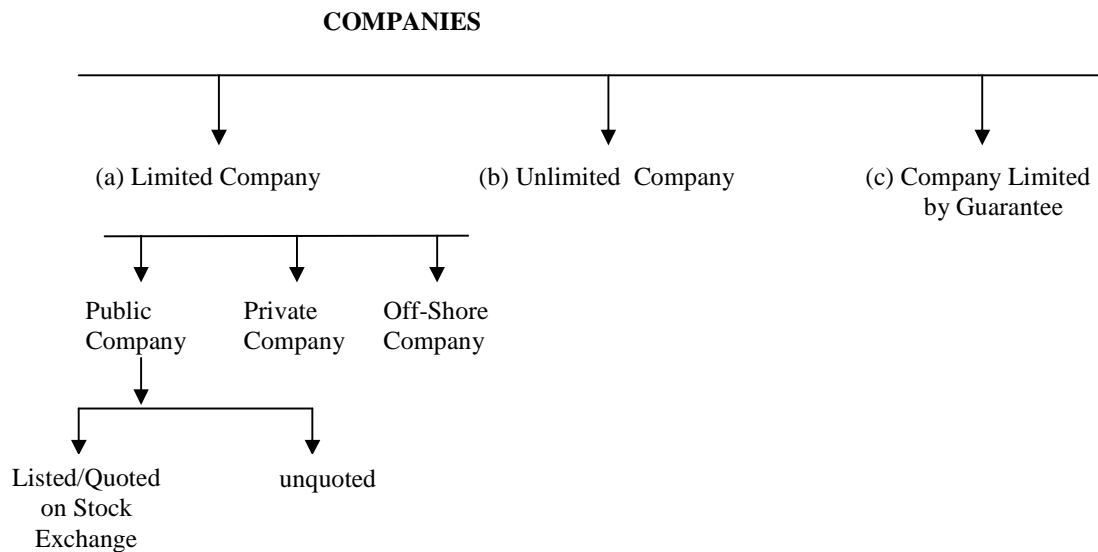 COMPANIES
(a) Limited Company
(b) Unlimited Company
(c) Company Limited
by Guarantee
Public
Company
Private
Company
Off-Shore
Company
Listed/Quoted
on Stock
Exchange
unquoted